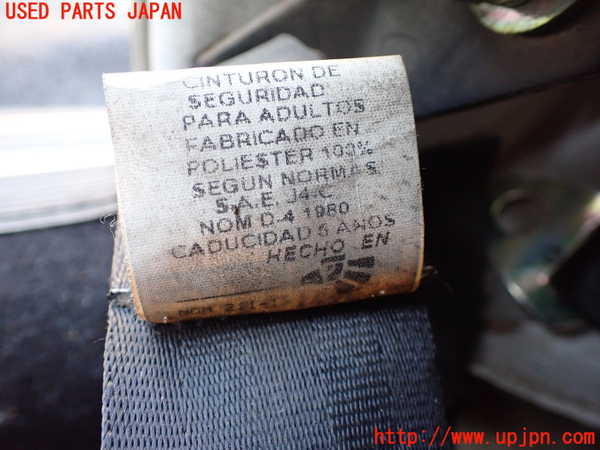 USED PARTS JAPAN
CINTURON DE
SEGURIDAD
PARA ADULTOS
FABRICADO EN
POLIESTER 100%
SEGUN NORMAS
S.A.E. J4-C
NOM D-4 1980
CADUCIDAD 5 AÑOS
HECHO EN
NOM
http://www.upjpn.com/